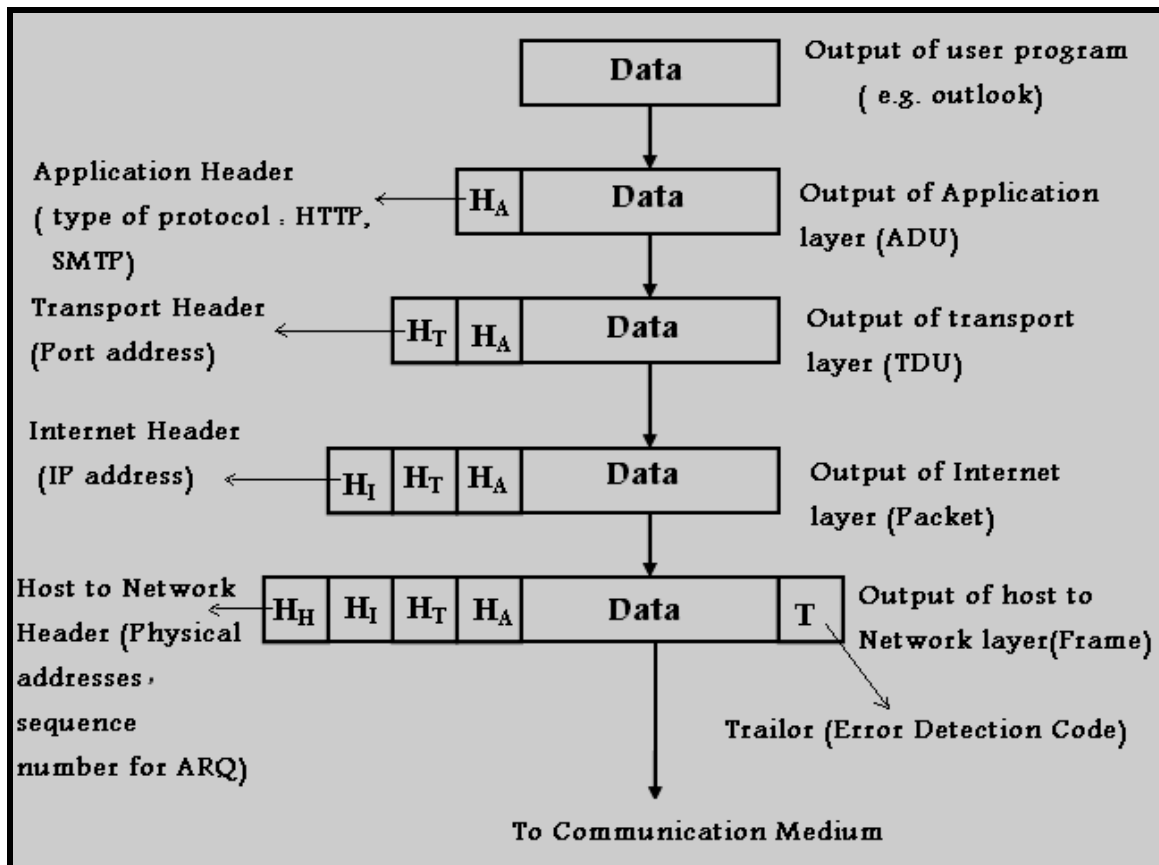 Data
Output of user program
( e.g. outlook)
Application Header
( type of protocol : HTTP,
SMTP)
HA
Data
Output of Application
layer (ADU)
Transport Header
(Port address)
HT
HA
Data
Output of transport
layer (TDU)
Internet Header
(IP address)
HI
HT
HA
Data
Output of Internet
layer (Packet)
Host to Network
Header (Physical
addresses,
sequence
number for ARQ)
HH
HI
HT
HA
Data
T
Output of host to
Network layer(Frame)
Trailor (Error Detection Code)
To Communication Medium